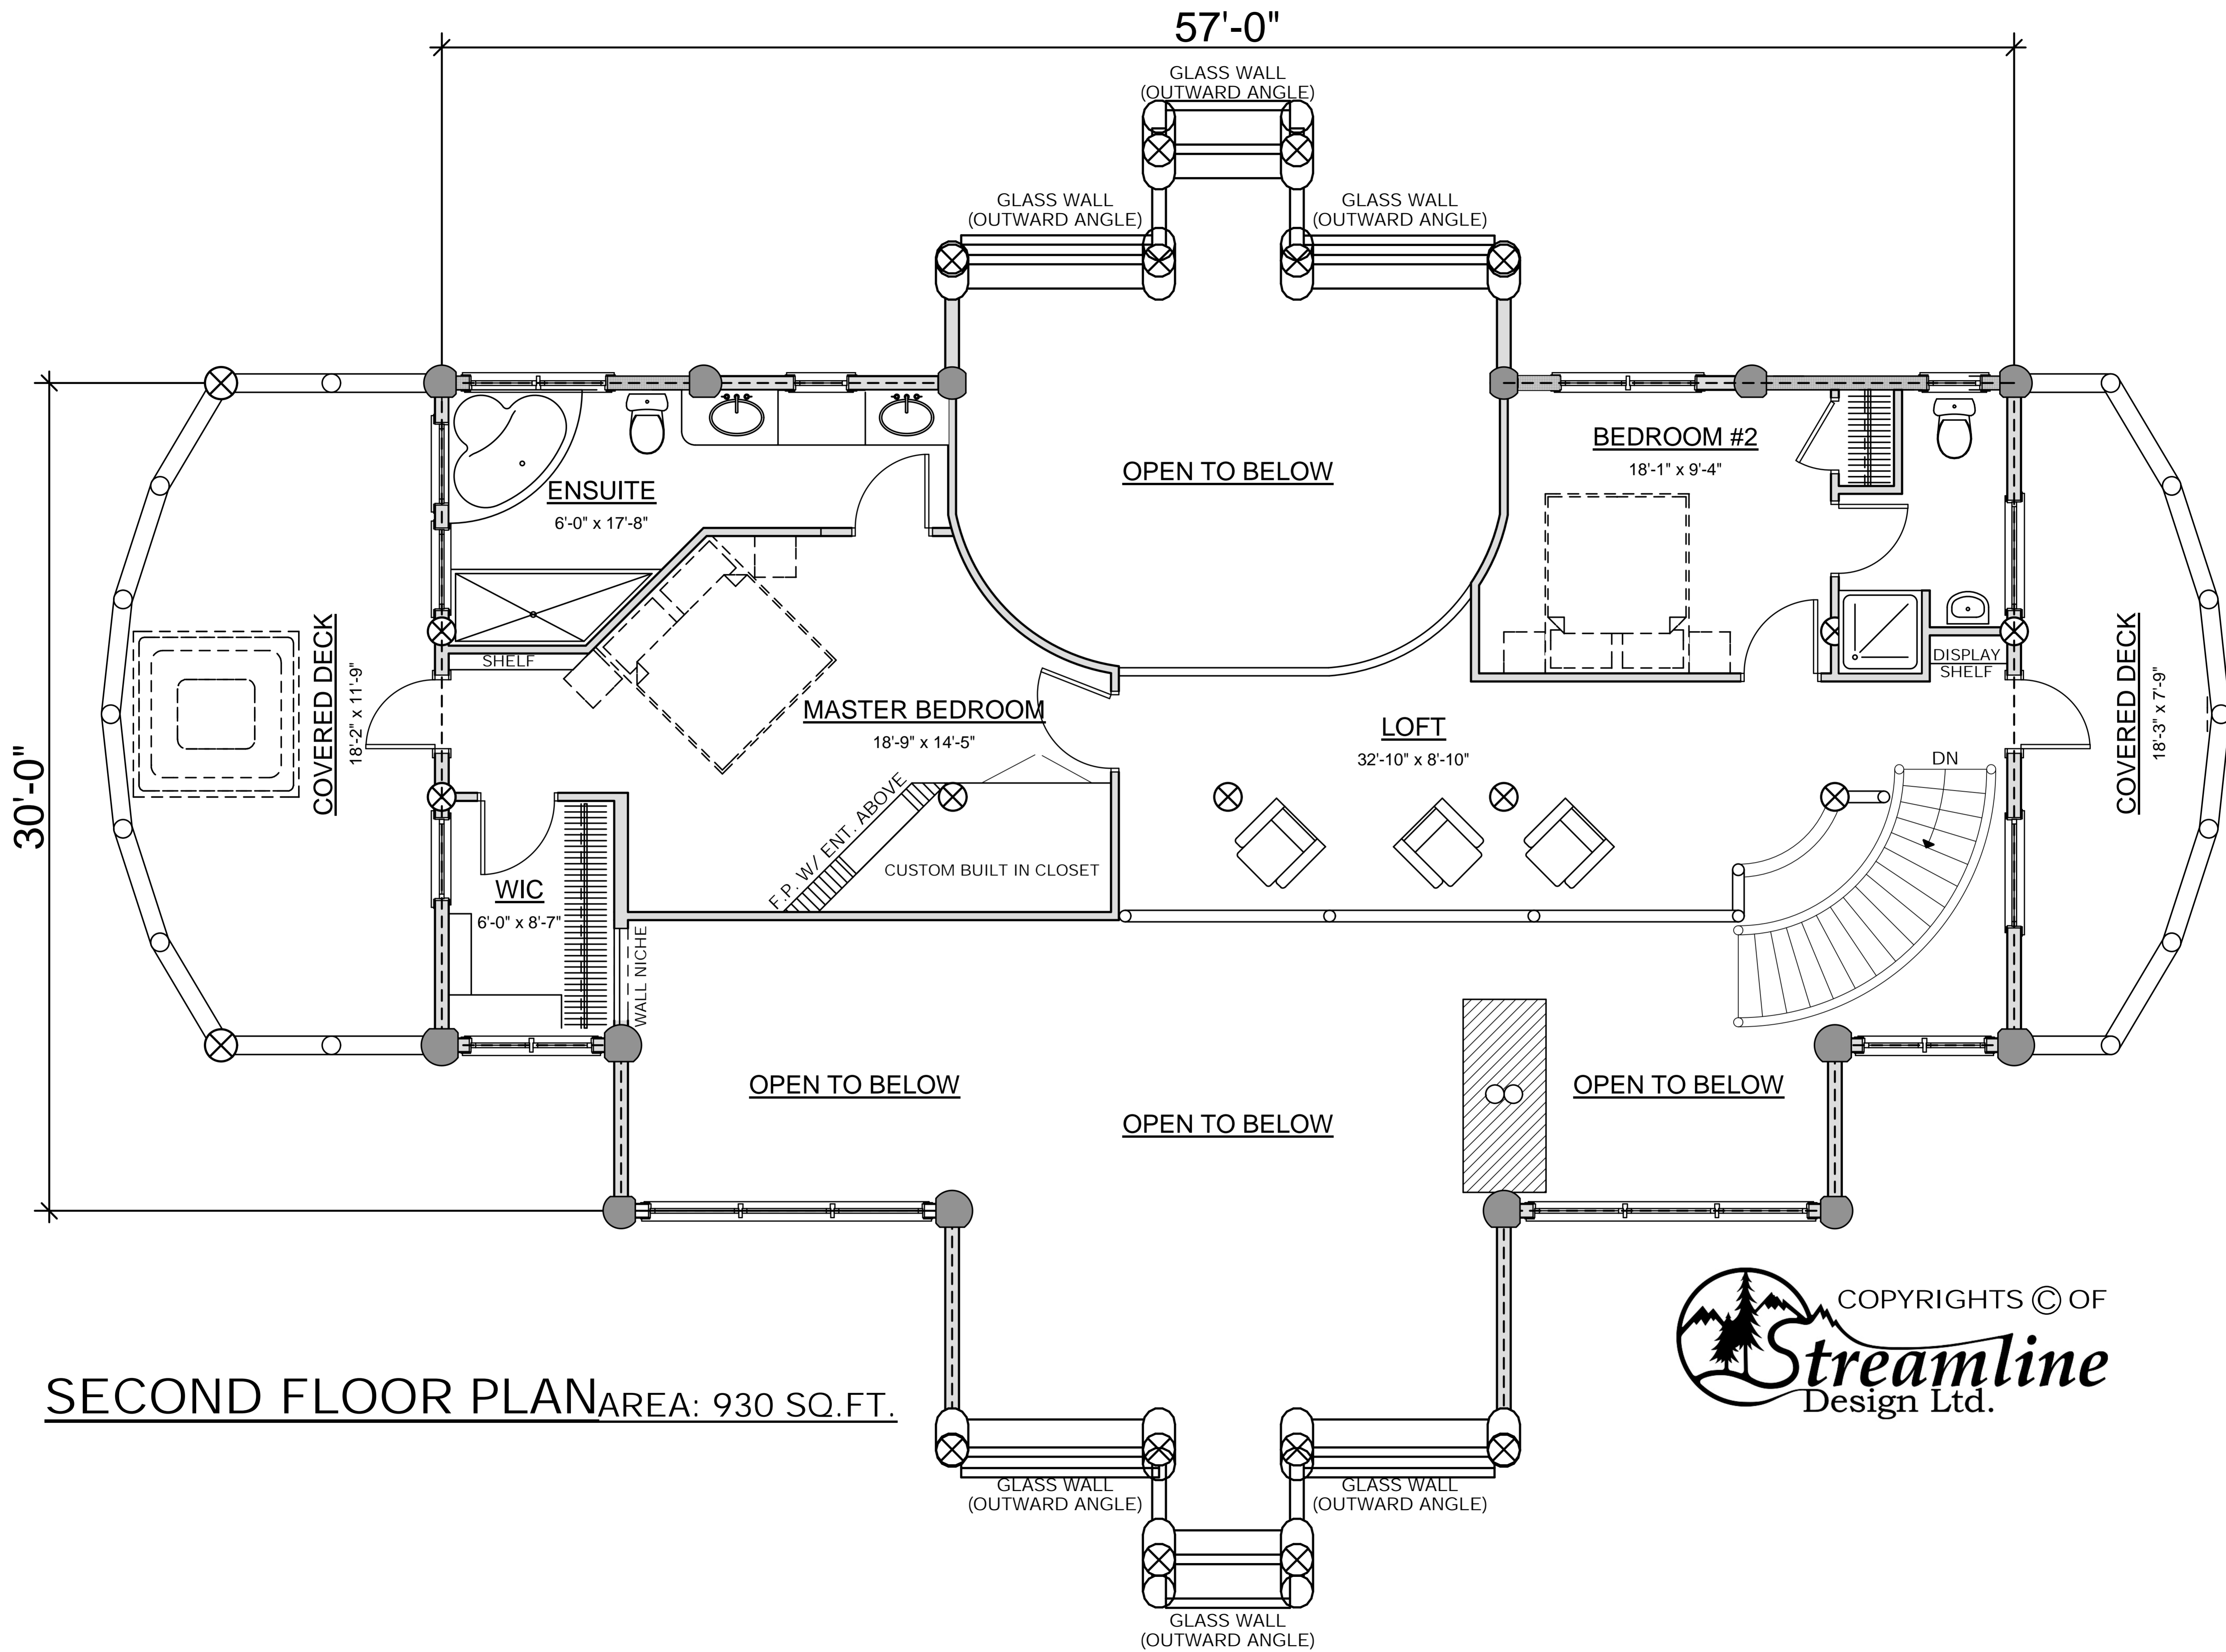 57'-0"
GLASS WALL
(OUTWARD ANGLE)
GLASS WALL
(OUTWARD ANGLE)
GLASS WALL
(OUTWARD ANGLE)
OPEN TO BELOW
BEDROOM #2
18'-1" x 9'-4"
ENSUITE
6'-0" x 17'-8"
SHELF
DISPLAY
SHELF
COVERED DECK
18'-2" x 11'-9"
MASTER BEDROOM
18'-9" x 14'-5"
LOFT
32'-10" x 8'-10"
COVERED DECK
18'-3" x 7'-9"
30'-0"
DN
F.P. W/ ENT. ABOVE
CUSTOM BUILT IN CLOSET
WIC
6'-0" x 8'-7"
WALL NICHE
OPEN TO BELOW
OPEN TO BELOW
OPEN TO BELOW
COPYRIGHTS © OF
Streamline
Design Ltd.
SECOND FLOOR PLAN AREA: 930 SQ.FT.
GLASS WALL
(OUTWARD ANGLE)
GLASS WALL
(OUTWARD ANGLE)
GLASS WALL
(OUTWARD ANGLE)